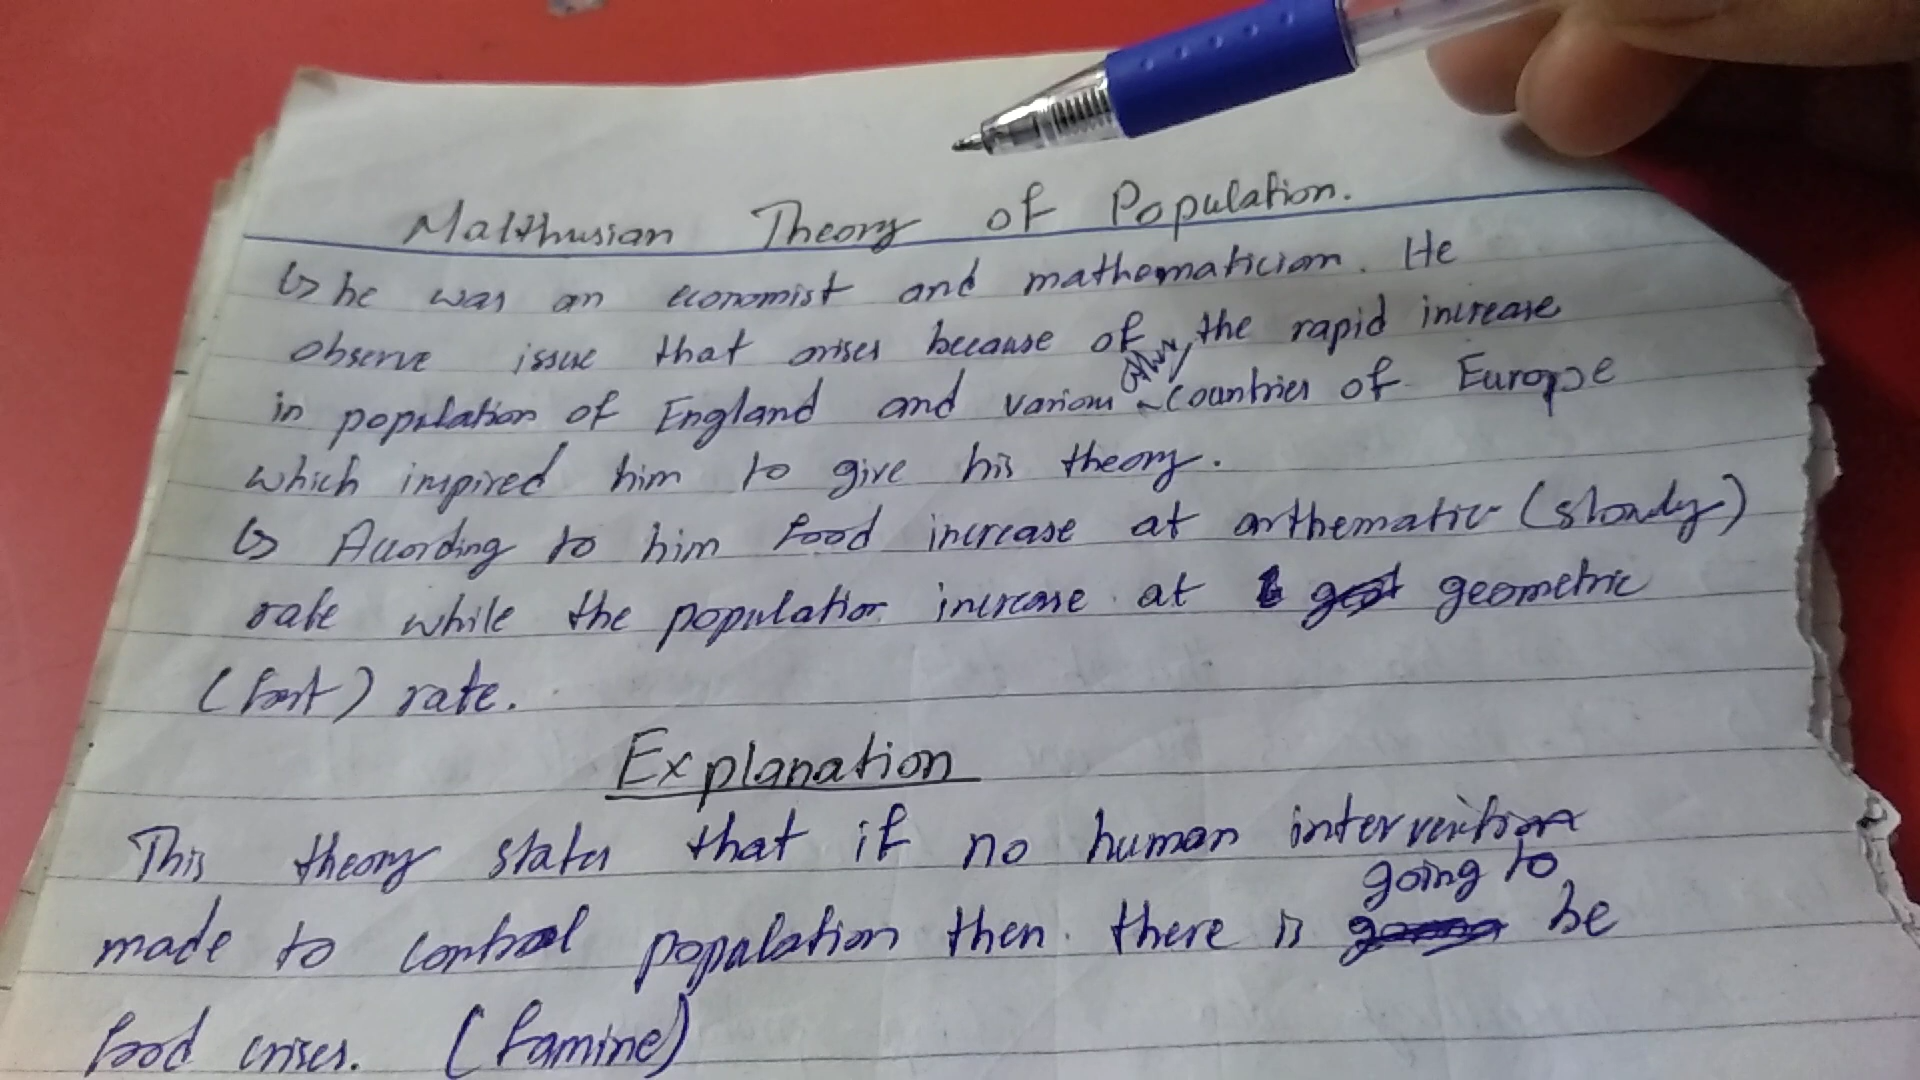 Malthusian Theory of Population.
↳ he was an economist and mathematician. He
observe issue that arises because of the rapid increase
in population of England and various other countries of Europe
which inspired him to give his theory.
↳ According to him food increase at arthematic (slowly)
rate while the population increase at geometric
(fast) rate.
Explanation
This theory states that if no human intervention
made to control population then there is going to be
food crises. (famine)